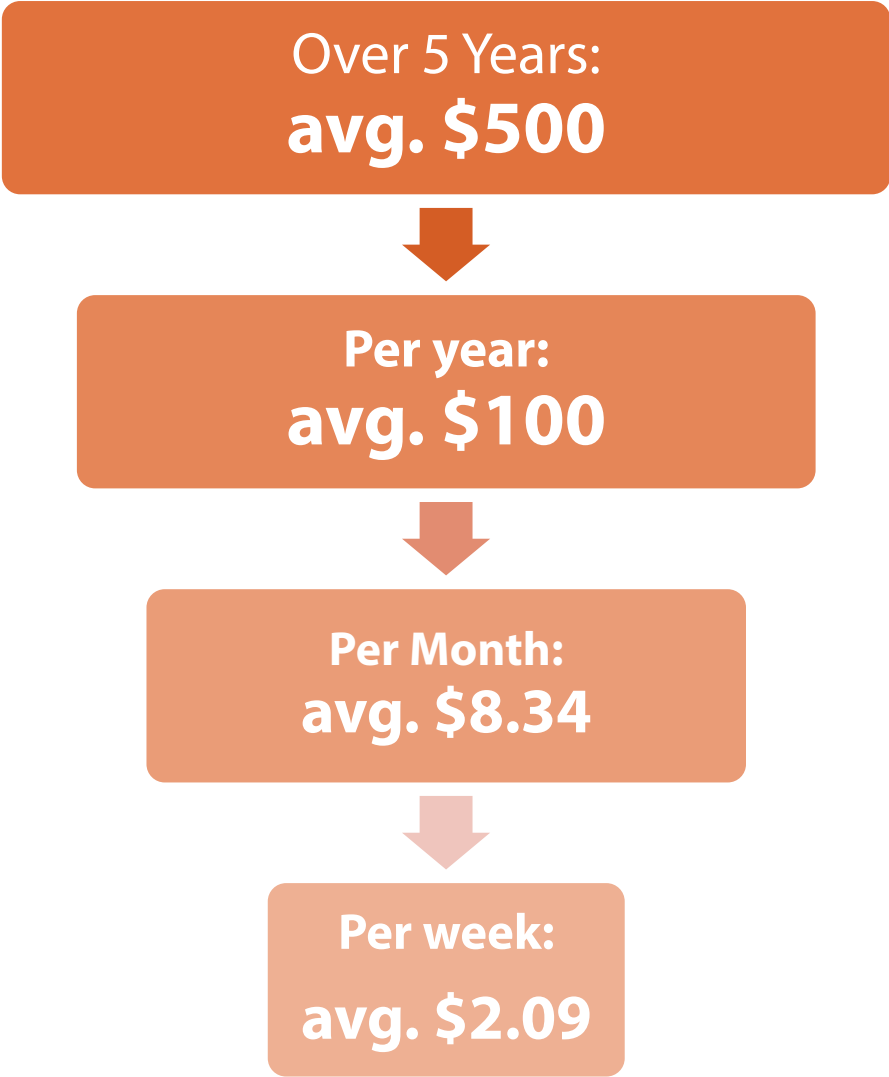 Over 5 Years:
avg. $500
Per year:
avg. $100
Per Month:
avg. $8.34
Per week:
avg. $2.09